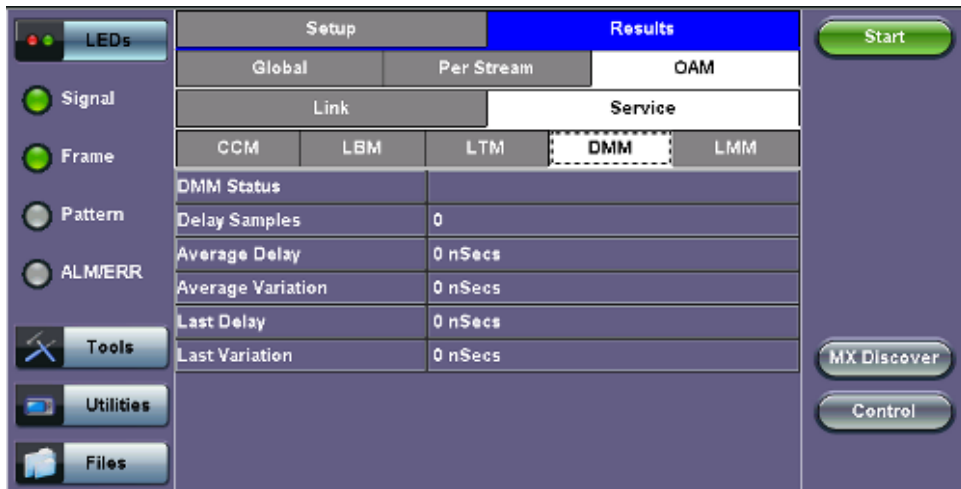 LEDs
Signal
Frame
Pattern
ALM/ERR
Tools
Utilities
Files
Setup Results
Global Per Stream OAM
Link Service
CCM LBM LTM DMM LMM
DMM Status
Delay Samples 0
Average Delay 0 nSecs
Average Variation 0 nSecs
Last Delay 0 nSecs
Last Variation 0 nSecs
Start
MX Discover
Control